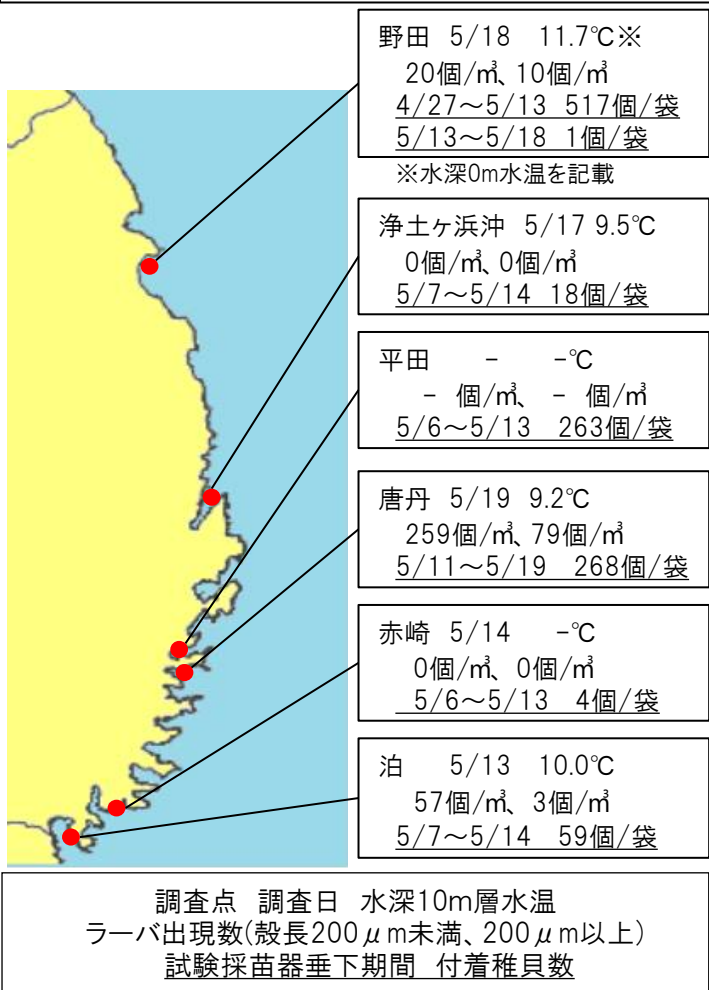 野田 5/18 11.7℃※
20個/㎥、10個/㎥
4/27～5/13 517個/袋
5/13～5/18 1個/袋
※水深0m水温を記載
浄土ヶ浜沖 5/17 9.5℃
0個/㎥、0個/㎥
5/7～5/14 18個/袋
平田 - -℃
- 個/㎥、 - 個/㎥
5/6～5/13 263個/袋
唐丹 5/19 9.2℃
259個/㎥、79個/㎥
5/11～5/19 268個/袋
赤崎 5/14 -℃
0個/㎥、0個/㎥
5/6～5/13 4個/袋
泊 5/13 10.0℃
57個/㎥、3個/㎥
5/7～5/14 59個/袋
調査点 調査日 水深10m層水温
ラーバ出現数(殻長200μm未満、200μm以上)
試験採苗器垂下期間 付着稚貝数